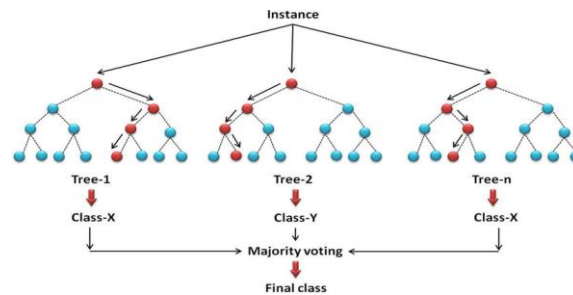 Instance
Tree-1 Tree-2 Tree-n
Class-X Class-Y Class-X
Majority voting
Final class